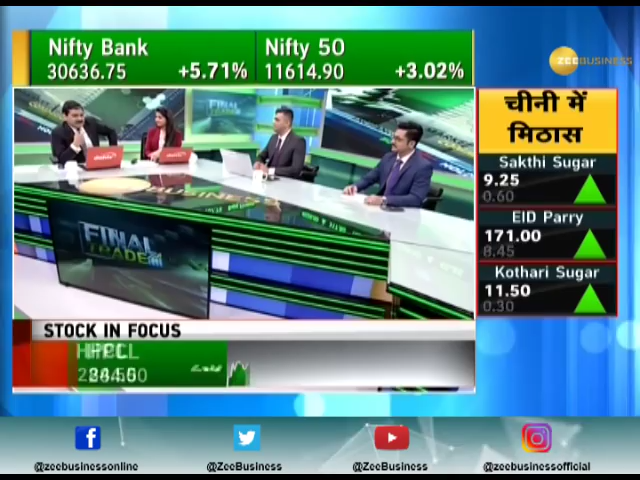 Nifty Bank
30636.75 +5.71%
Nifty 50
11614.90 +3.02%
ZEE BUSINESS
चीनी में
मिठास
Sakthi Sugar
9.25
0.60
EID Parry
171.00
8.45
Kothari Sugar
11.50
0.30
FINAL
TRADE
STOCK IN FOCUS
@zeebusinessonline
@ZeeBusiness
@ZeeBusiness
@zeebusinessofficial